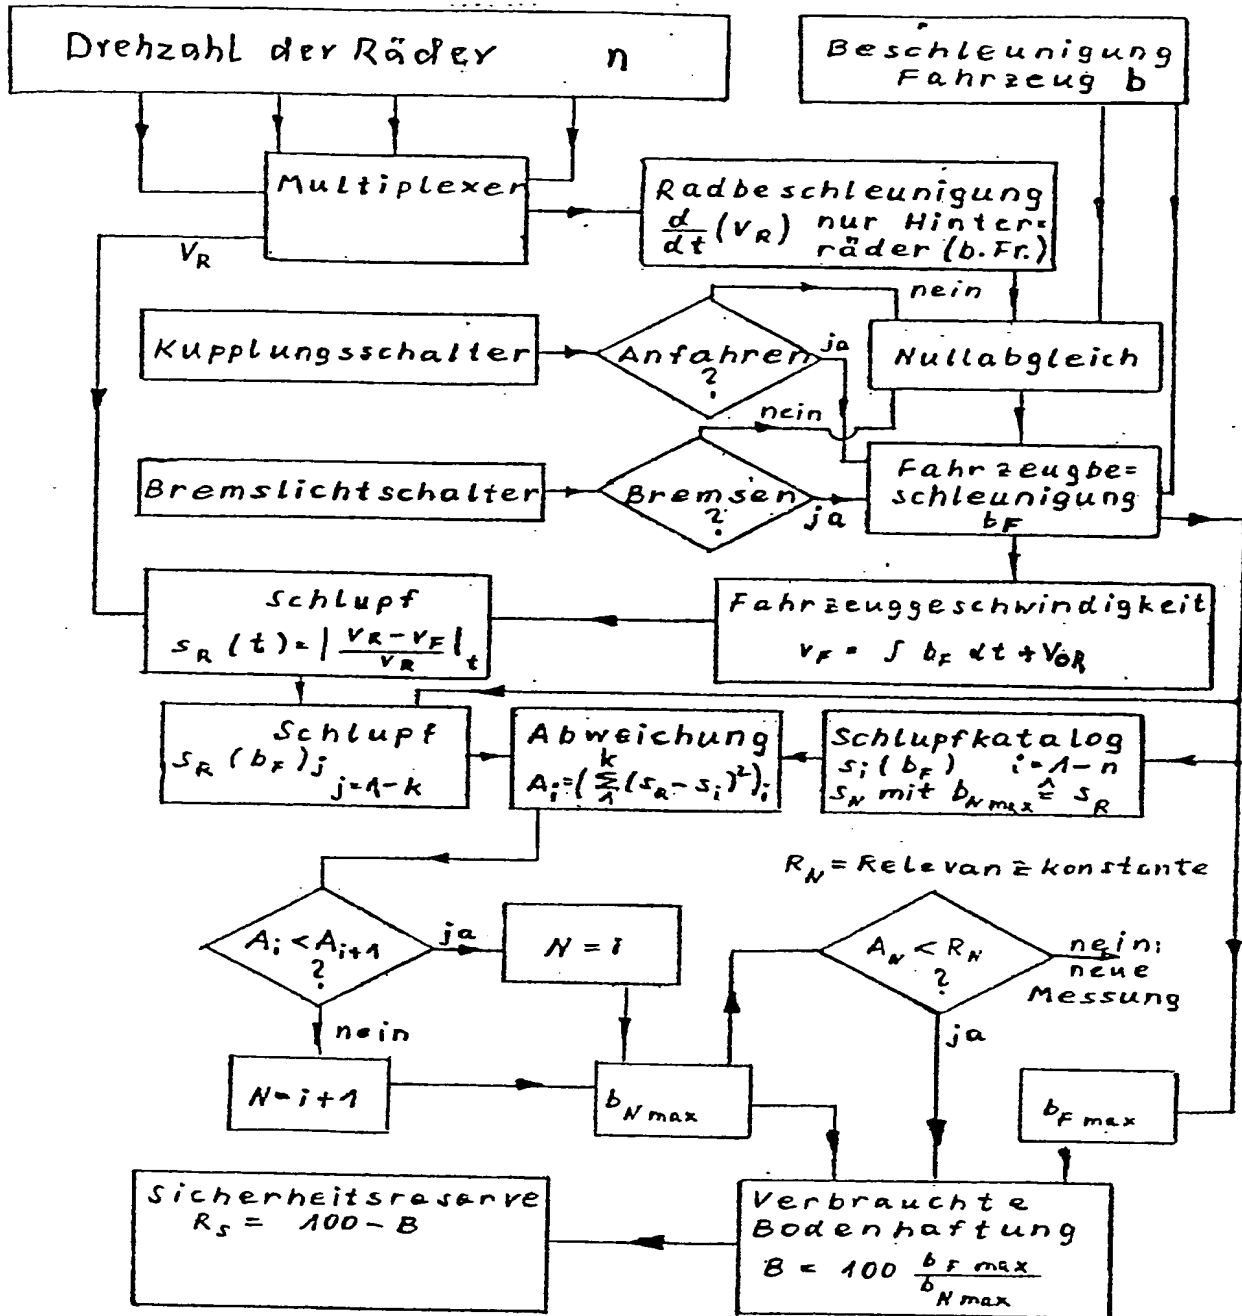 Drehzahl der Räder n
Beschleunigung
Fahrzeug b
Multiplexer
Radbeschleunigung
d/dt (V_R) nur Hinter=
räder (b. Fr.)
V_R
nein
Kupplungsschalter
Anfahren
?
ja
Nullabgleich
nein
Bremslichtschalter
Bremsen
?
ja
Fahrzeugbe=
schleunigung
b_F
Schlupf
s_R (t) = | (v_R - v_F) / v_R |_t
Fahrzeuggeschwindigkeit
v_F = ∫ b_F dt + V_0R
Schlupf
s_R (b_F)_j
j=1-k
Abweichung
A_i = (Σ_1^k (s_R - s_i)²)_i
Schlupfkatalog
s_i (b_F) i=1-n
s_N mit b_Nmax ≙ s_R
R_N = Relevanzkonstante
A_i < A_i+1
?
ja
N = i
A_N < R_N
?
nein:
neue
Messung
nein
ja
N = i+1
b_N max
b_F max
Sicherheitsreserve
R_S = 100 - B
Verbrauchte
Bodenhaftung
B = 100 b_F max / b_N max